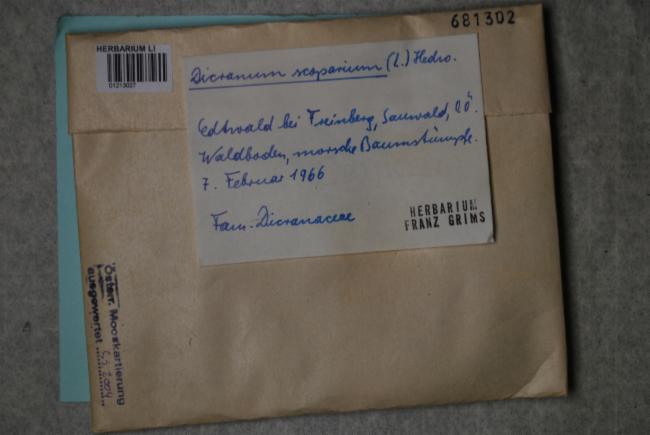 681302
HERBARIUM LI
01213027
Dicranum scoparium (L.) Hedw.
Edtwald bei Freinberg, Sauwald, OÖ.
Waldboden, morsche Baumstümpfe.
7. Februar 1966
Fam. Dicranaceae
HERBARIUM
FRANZ GRIMS
Österr. Mooskartierung
ausgewertet